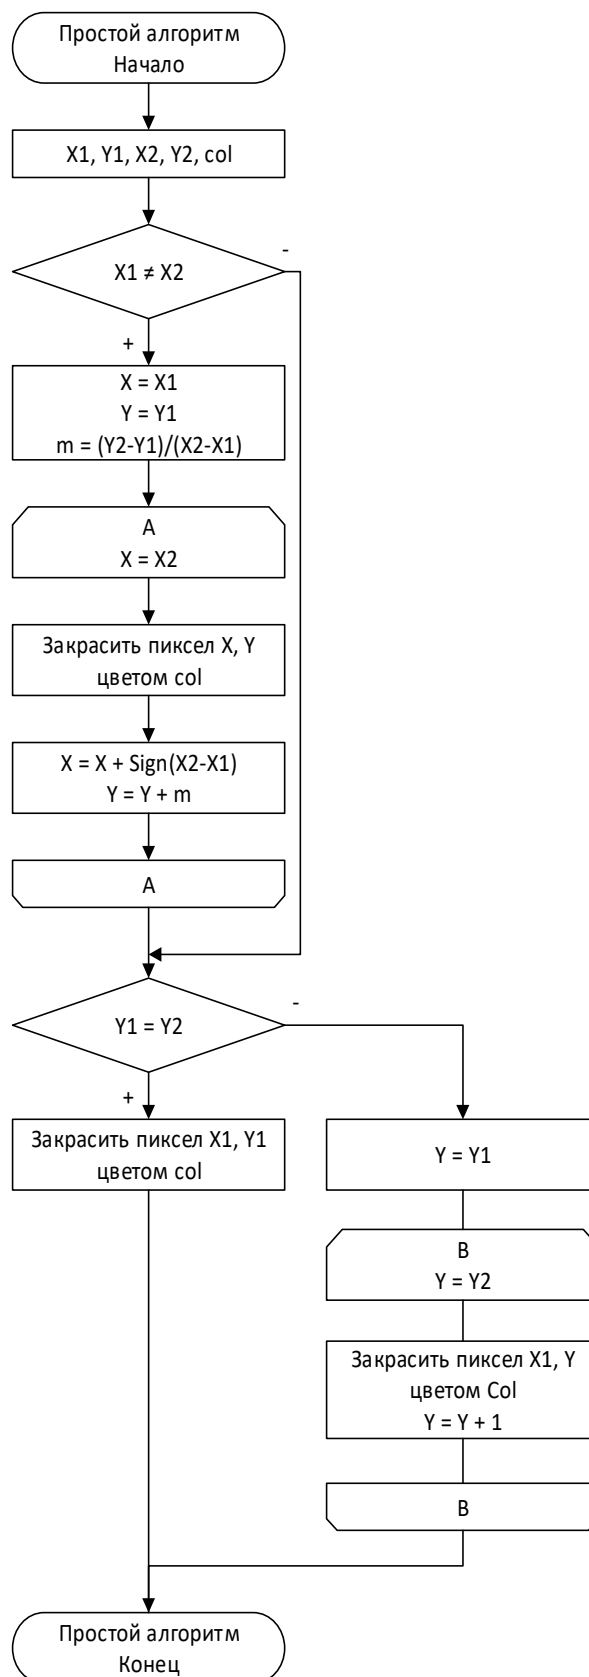 Простой алгоритм
Начало
X1, Y1, X2, Y2, col
X1 ≠ X2
-
+
X = X1
Y = Y1
m = (Y2-Y1)/(X2-X1)
A
X = X2
Закрасить пиксел X, Y
цветом col
X = X + Sign(X2-X1)
Y = Y + m
A
Y1 = Y2
-
+
Закрасить пиксел X1, Y1
цветом col
Y = Y1
B
Y = Y2
Закрасить пиксел X1, Y
цветом Col
Y = Y + 1
B
Простой алгоритм
Конец